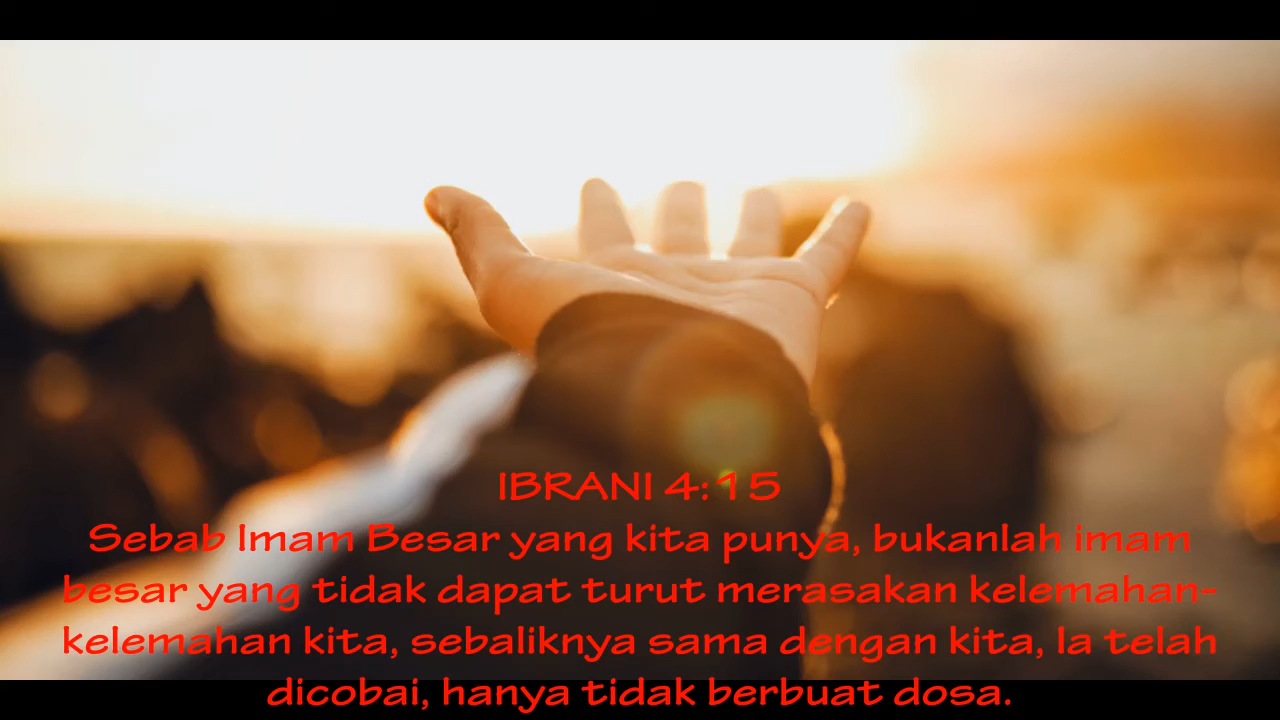 IBRANI 4:15
Sebab Imam Besar yang kita punya, bukanlah imam
besar yang tidak dapat turut merasakan kelemahan-
kelemahan kita, sebaliknya sama dengan kita, Ia telah
dicobai, hanya tidak berbuat dosa.